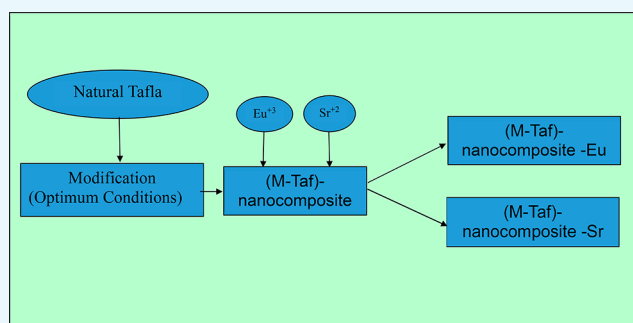 Natural Tafla
Eu+3
Sr+2
Modification
(Optimum Conditions)
(M-Taf)-
nanocomposite
(M-Taf)-
nanocomposite -Eu
(M-Taf)-
nanocomposite -Sr